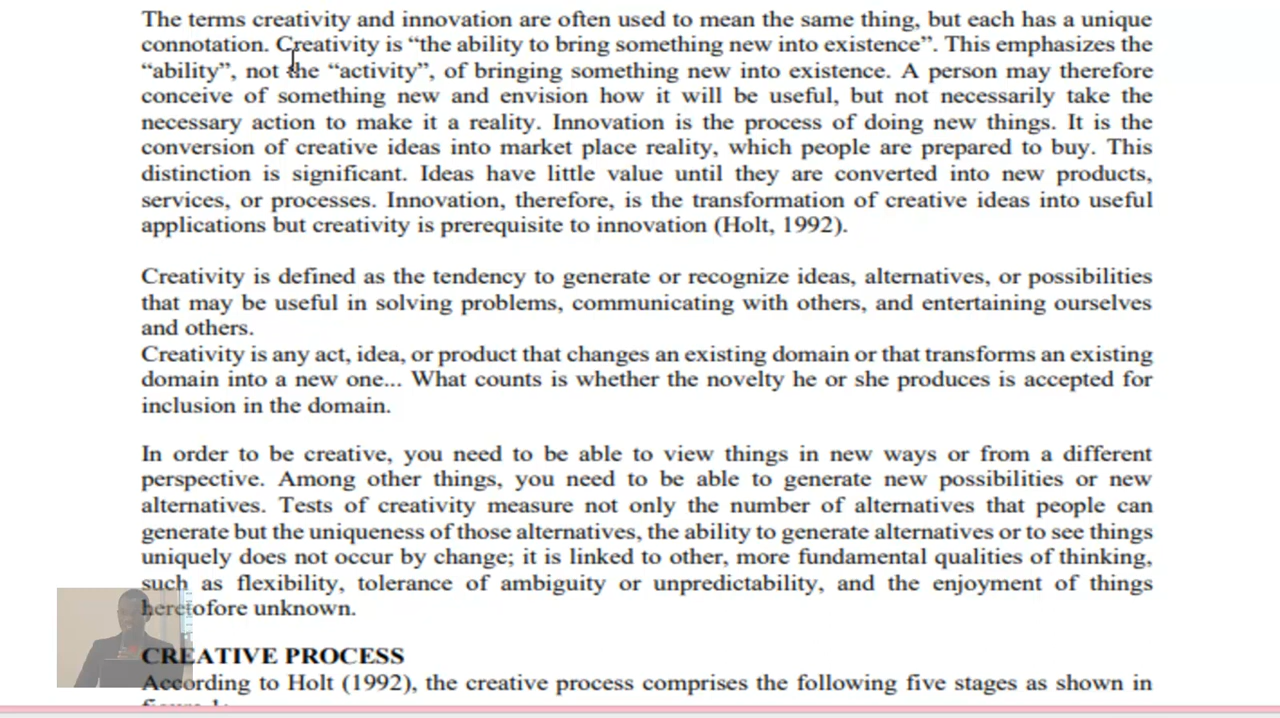 The terms creativity and innovation are often used to mean the same thing, but each has a unique
connotation. Creativity is “the ability to bring something new into existence”. This emphasizes the
“ability”, not the “activity”, of bringing something new into existence. A person may therefore
conceive of something new and envision how it will be useful, but not necessarily take the
necessary action to make it a reality. Innovation is the process of doing new things. It is the
conversion of creative ideas into market place reality, which people are prepared to buy. This
distinction is significant. Ideas have little value until they are converted into new products,
services, or processes. Innovation, therefore, is the transformation of creative ideas into useful
applications but creativity is prerequisite to innovation (Holt, 1992).
Creativity is defined as the tendency to generate or recognize ideas, alternatives, or possibilities
that may be useful in solving problems, communicating with others, and entertaining ourselves
and others.
Creativity is any act, idea, or product that changes an existing domain or that transforms an existing
domain into a new one... What counts is whether the novelty he or she produces is accepted for
inclusion in the domain.
In order to be creative, you need to be able to view things in new ways or from a different
perspective. Among other things, you need to be able to generate new possibilities or new
alternatives. Tests of creativity measure not only the number of alternatives that people can
generate but the uniqueness of those alternatives, the ability to generate alternatives or to see things
uniquely does not occur by change; it is linked to other, more fundamental qualities of thinking,
such as flexibility, tolerance of ambiguity or unpredictability, and the enjoyment of things
heretofore unknown.
CREATIVE PROCESS
According to Holt (1992), the creative process comprises the following five stages as shown in